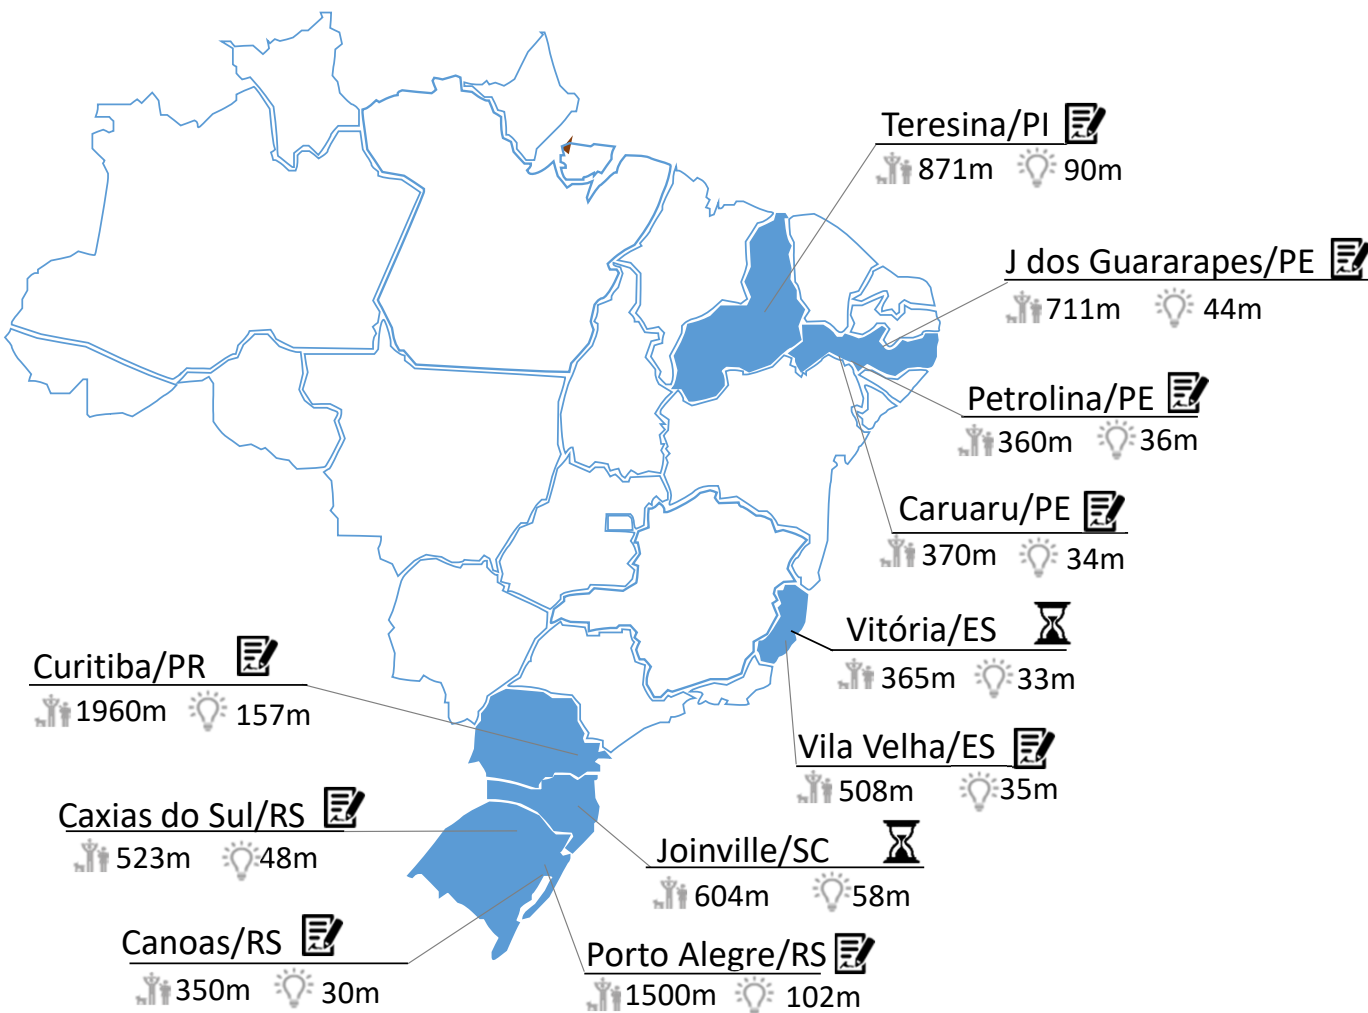 Teresina/PI
871m 90m
J dos Guararapes/PE
711m 44m
Petrolina/PE
360m 36m
Caruaru/PE
370m 34m
Vitória/ES
365m 33m
Curitiba/PR
1960m 157m
Vila Velha/ES
508m 35m
Caxias do Sul/RS
523m 48m
Joinville/SC
604m 58m
Canoas/RS
350m 30m
Porto Alegre/RS
1500m 102m